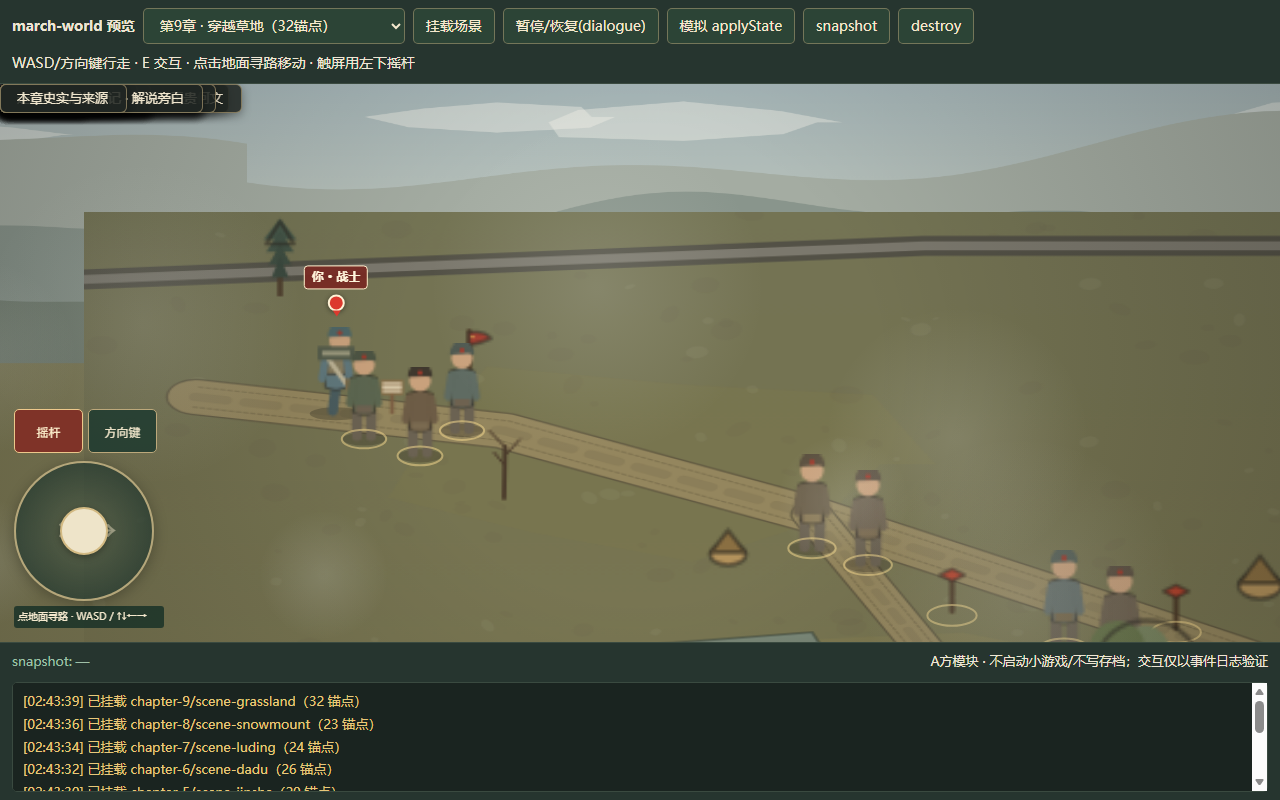 march-world 预览 第9章 · 穿越草地（32锚点） 挂载场景 暂停/恢复(dialogue) 模拟 applyState snapshot destroy
WASD/方向键行走 · E 交互 · 点击地面寻路移动 · 触屏用左下摇杆
本章史实与来源 · 解说旁白 文
你·战士
摇杆 方向键
点地面寻路 · WASD / ↑↓←→
snapshot: — A方模块 · 不启动小游戏/不写存档；交互仅以事件日志验证
[02:43:39] 已挂载 chapter-9/scene-grassland（32 锚点）
[02:43:36] 已挂载 chapter-8/scene-snowmount（23 锚点）
[02:43:34] 已挂载 chapter-7/scene-luding（24 锚点）
[02:43:32] 已挂载 chapter-6/scene-dadu（26 锚点）